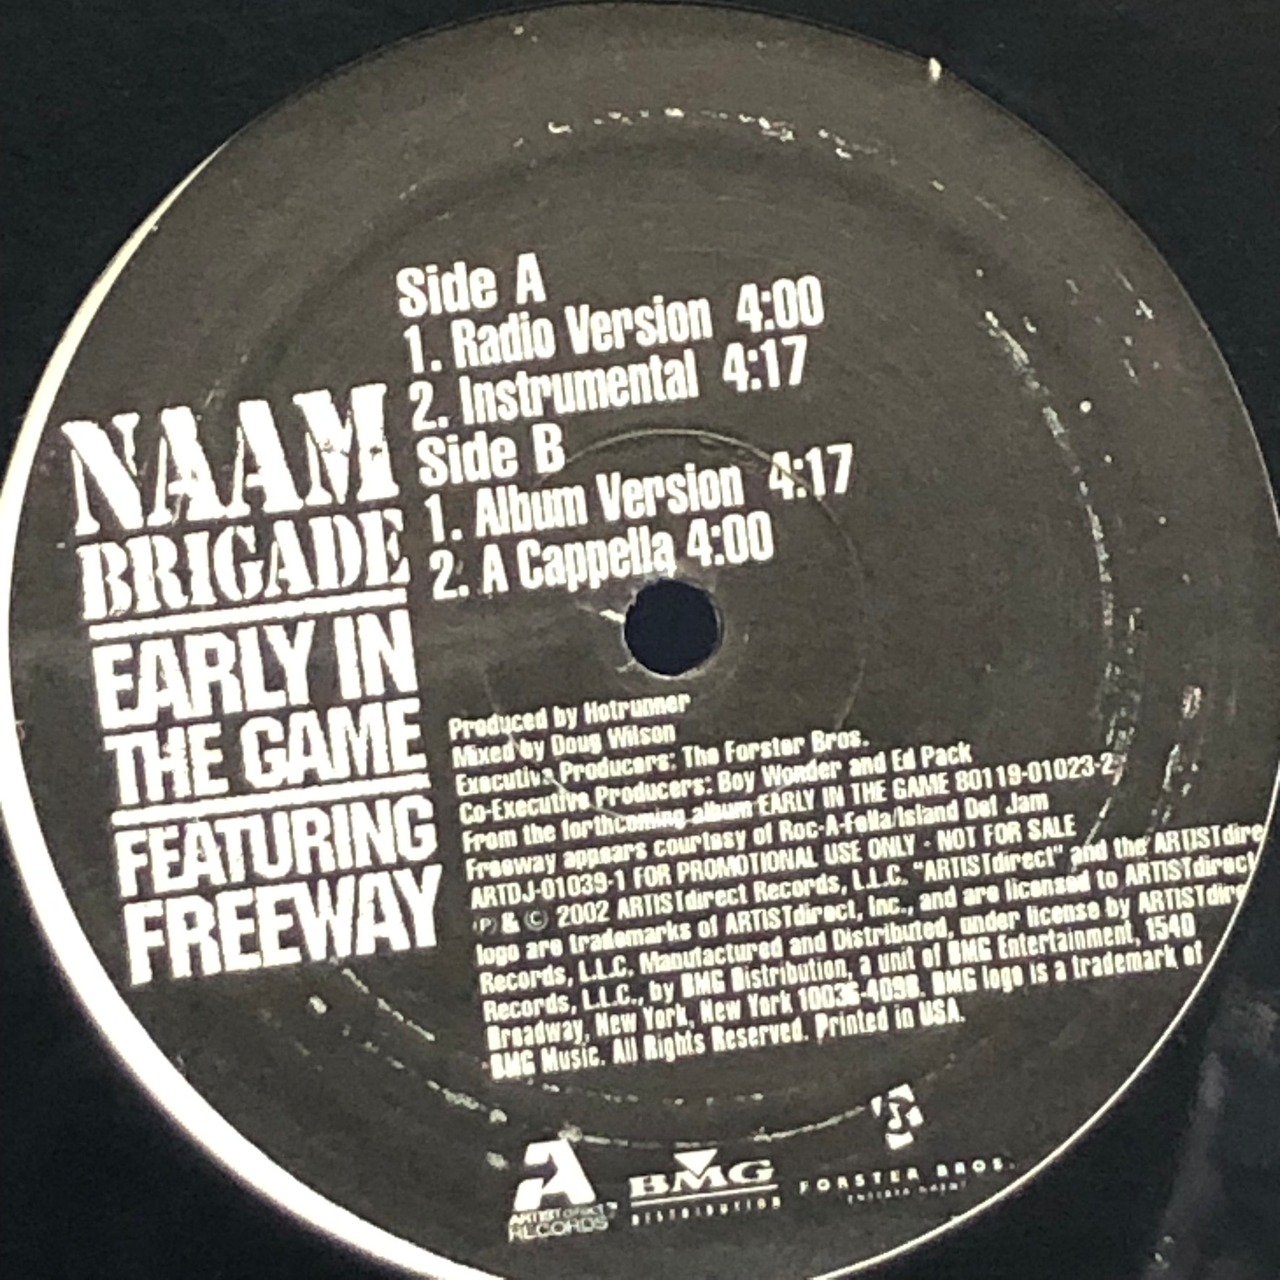 Side A
1. Radio Version 4:00
2. Instrumental 4:17
Side B
1. Album Version 4:17
2. A Cappella 4:00
NAAM
BRIGADE
EARLY IN
THE GAME
FEATURING
FREEWAY
Produced by Hotrunner
Mixed by Doug Wilson
Executive Producers: The Forster Bros.
Co-Executive Producers: Boy Wonder and Ed Pack
From the forthcoming album EARLY IN THE GAME 80119-01023-2
Freeway appears courtesy of Roc-A-Fella/Island Def Jam
ARTDJ-01039-1 FOR PROMOTIONAL USE ONLY - NOT FOR SALE
℗ & © 2002 ARTISTdirect Records, L.L.C. "ARTISTdirect" and the ARTISTdire
logo are trademarks of ARTISTdirect, Inc., and are licensed to ARTISTdirect
Records, L.L.C. Manufactured and Distributed, under license by ARTISTdire
Records, L.L.C., by BMG Distribution, a unit of BMG Entertainment, 1540
Broadway, New York, New York 10036-4098. BMG logo is a trademark of
BMG Music. All Rights Reserved. Printed in USA.
A
ARTISTdirect
RECORDS
BMG
DISTRIBUTION
FORSTER BROS.
ENTERTAINMENT